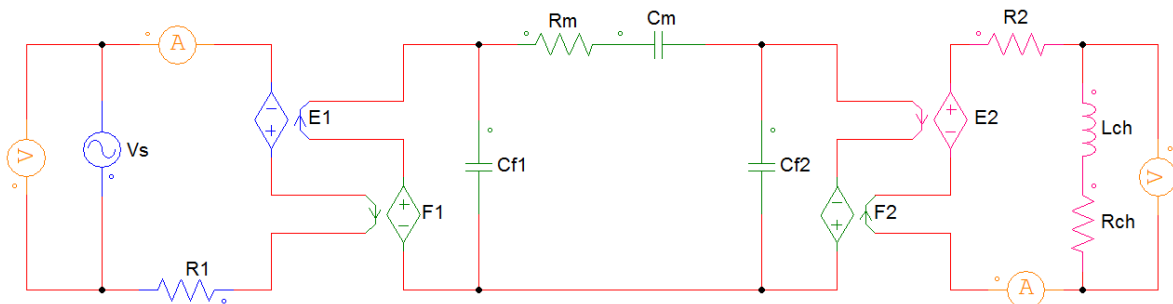 A
Rm
Cm
R2
V
Vs
− +
E1
Cf1
+ −
F1
Cf2
+ −
E2
− +
F2
Lch
V
Rch
R1
A